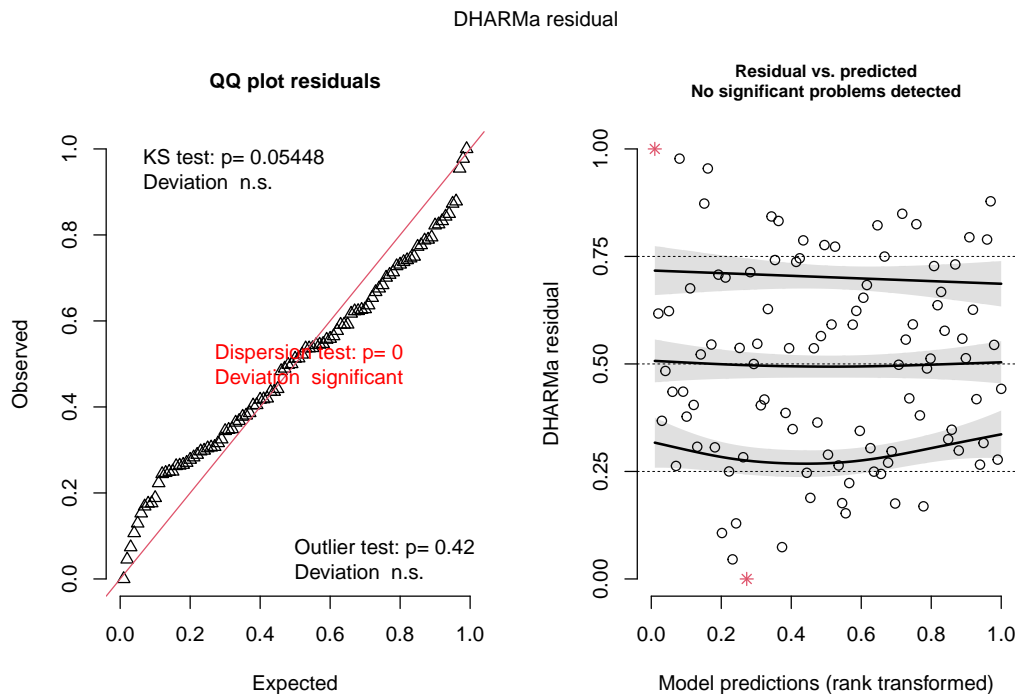 DHARMa residual
QQ plot residuals
KS test: p= 0.05448
Deviation n.s.
Dispersion test: p= 0
Deviation significant
Outlier test: p= 0.42
Deviation n.s.
Observed
0.0 0.2 0.4 0.6 0.8 1.0
0.0 0.2 0.4 0.6 0.8 1.0
Expected
Residual vs. predicted
No significant problems detected
DHARMa residual
0.00 0.25 0.50 0.75 1.00
0.0 0.2 0.4 0.6 0.8 1.0
Model predictions (rank transformed)